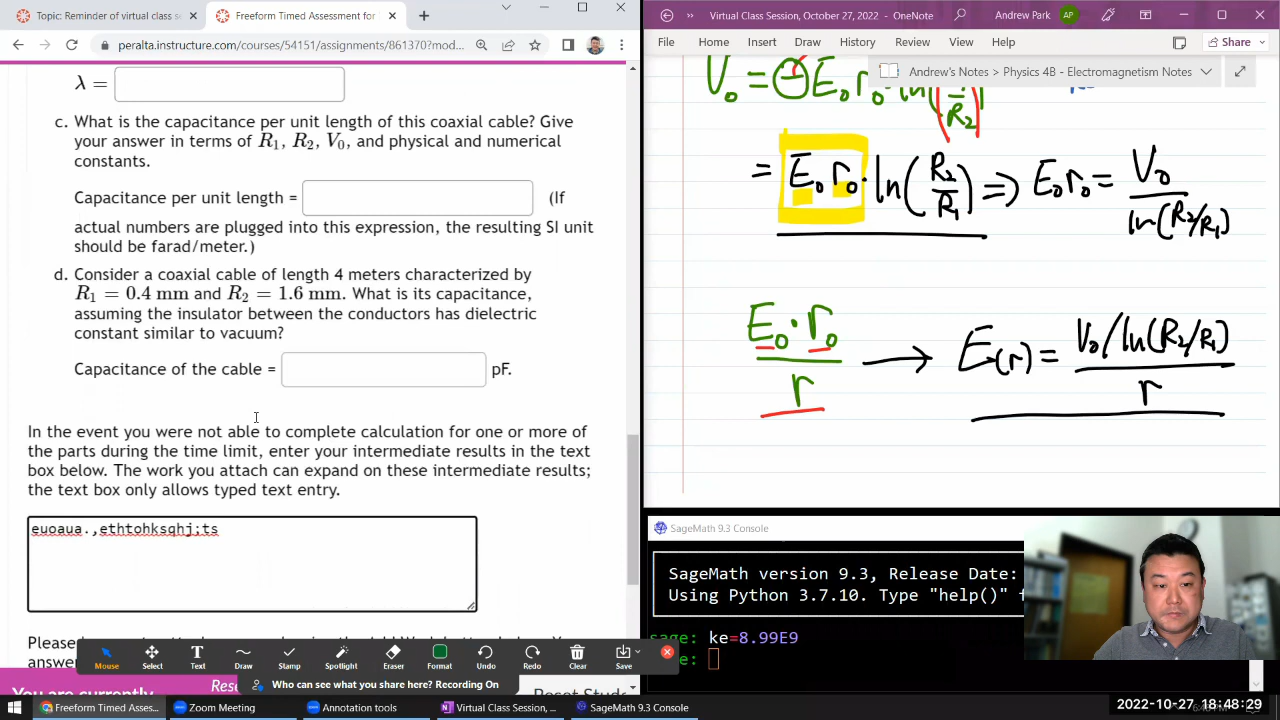 Topic: Reminder of virtual class s
Freeform Timed Assessment for
peralta.instructure.com/courses/54151/assignments/861370?mod...
λ =
c. What is the capacitance per unit length of this coaxial cable? Give
your answer in terms of R₁, R₂, V₀, and physical and numerical
constants.
Capacitance per unit length = (If
actual numbers are plugged into this expression, the resulting SI unit
should be farad/meter.)
d. Consider a coaxial cable of length 4 meters characterized by
R₁ = 0.4 mm and R₂ = 1.6 mm. What is its capacitance,
assuming the insulator between the conductors has dielectric
constant similar to vacuum?
Capacitance of the cable = pF.
In the event you were not able to complete calculation for one or more of
the parts during the time limit, enter your intermediate results in the text
box below. The work you attach can expand on these intermediate results;
the text box only allows typed text entry.
euoaua.,ethtohksqhj;ts
Mouse Select Text Draw Stamp Spotlight Eraser Format Undo Redo Clear Save
Who can see what you share here? Recording On
Virtual Class Session, October 27, 2022 - OneNote
Andrew Park AP
File Home Insert Draw History Review View Help Share
Andrew's Notes > Physics 4B - Electromagnetism Notes
V₀ = - E₀ r₀ · ln(
R₂
= E₀ r₀ · ln(R₂/R₁) ⇒ E₀r₀ = V₀/ln(R₂/R₁)
E₀·r₀/r → E(r) = V₀/ln(R₂/R₁)/r
SageMath 9.3 Console
SageMath version 9.3, Release Date:
Using Python 3.7.10. Type "help()" f
sage: ke=8.99E9
Freeform Timed Asses...
Zoom Meeting
Annotation tools
Virtual Class Session, ...
SageMath 9.3 Console
2022-10-27 18:48:29